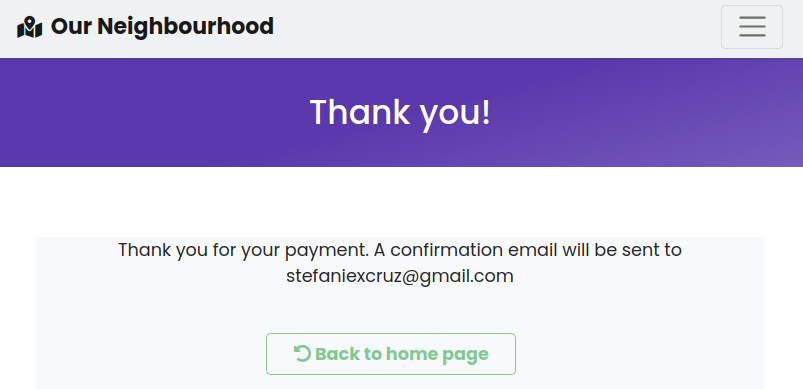 Our Neighbourhood
Thank you!
Thank you for your payment. A confirmation email will be sent to
stefaniexcruz@gmail.com
Back to home page